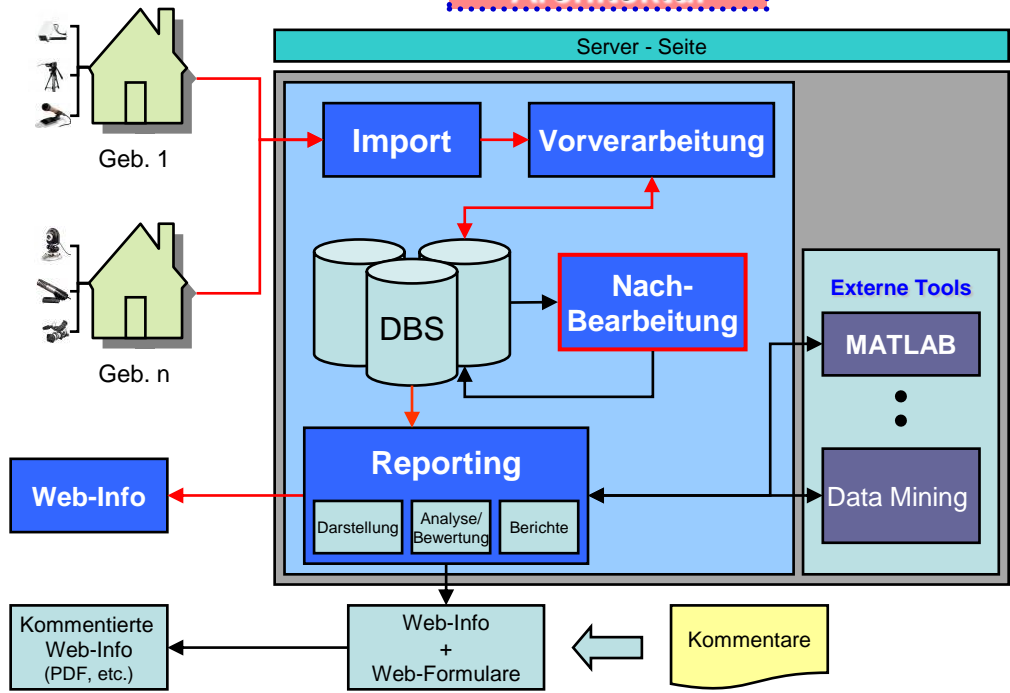 Server - Seite
Geb. 1
Import
Vorverarbeitung
Geb. n
DBS
Nach-
Bearbeitung
Externe Tools
MATLAB
Data Mining
Reporting
Darstellung
Analyse/
Bewertung
Berichte
Web-Info
Kommentierte
Web-Info
(PDF, etc.)
Web-Info
+
Web-Formulare
Kommentare